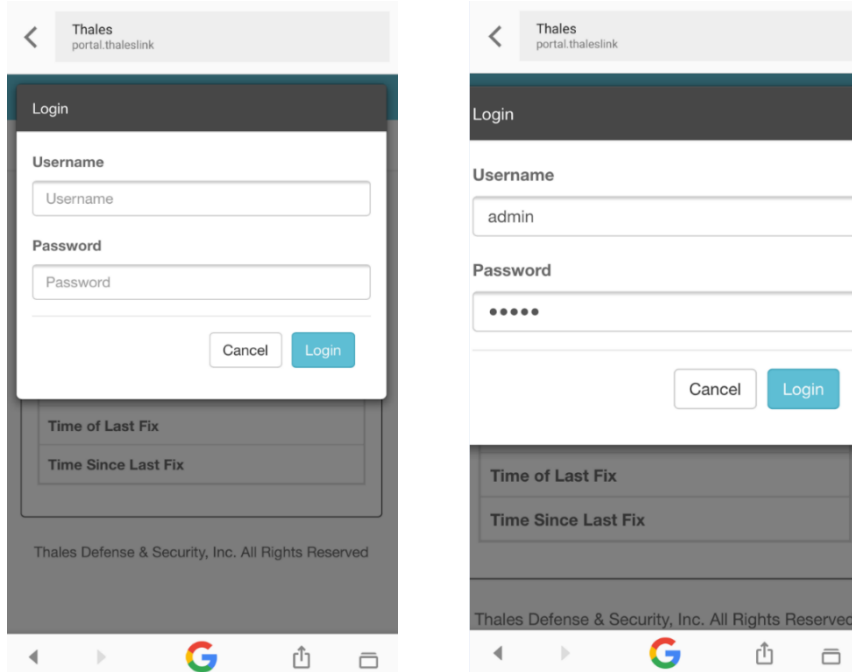 Thales
portal.thaleslink
Login
Username
Username
Password
Password
Cancel
Login
Time of Last Fix
Time Since Last Fix
Thales Defense & Security, Inc. All Rights Reserved
Thales
portal.thaleslink
Login
Username
admin
Password
•••••
Cancel
Login
Time of Last Fix
Time Since Last Fix
Thales Defense & Security, Inc. All Rights Reserved